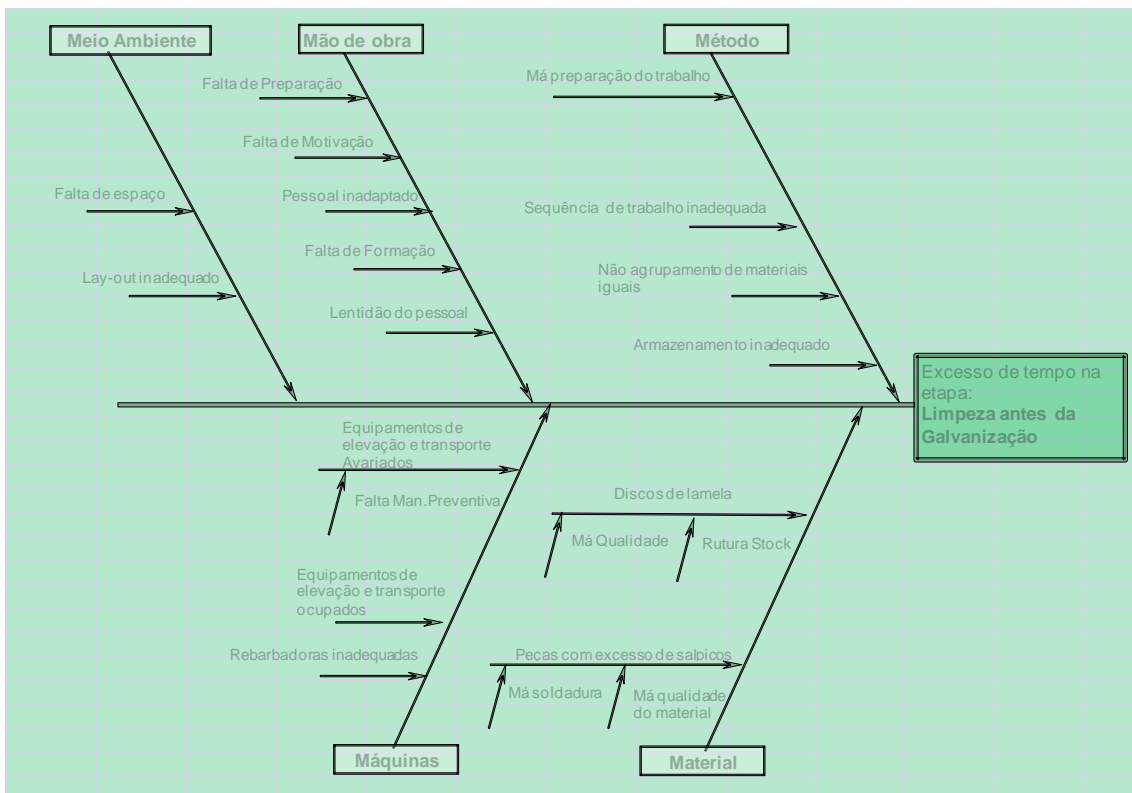 Meio Ambiente
Mão de obra
Método
Falta de Preparação
Má preparação do trabalho
Falta de Motivação
Falta de espaço
Pessoal inadaptado
Sequência de trabalho inadequada
Falta de Formação
Não agrupamento de materiais
iguais
Lay-out inadequado
Lentidão do pessoal
Armazenamento inadequado
Excesso de tempo na
etapa:
Limpeza antes da
Galvanização
Equipamentos de
elevação e transporte
Avariados
Falta Man.Preventiva
Discos de lamela
Má Qualidade
Rutura Stock
Equipamentos de
elevação e transporte
ocupados
Rebarbadoras inadequadas
Pecas com excesso de salpicos
Má soldadura
Má qualidade
do material
Máquinas
Material